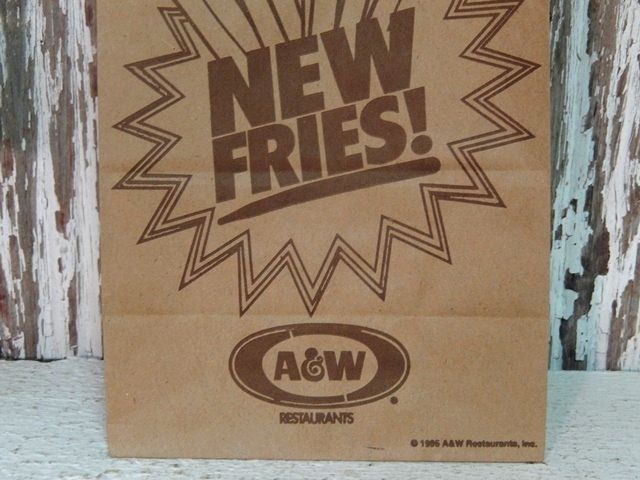 NEW
FRIES!
A&W®
RESTAURANTS
© 1995 A&W Restaurants, Inc.